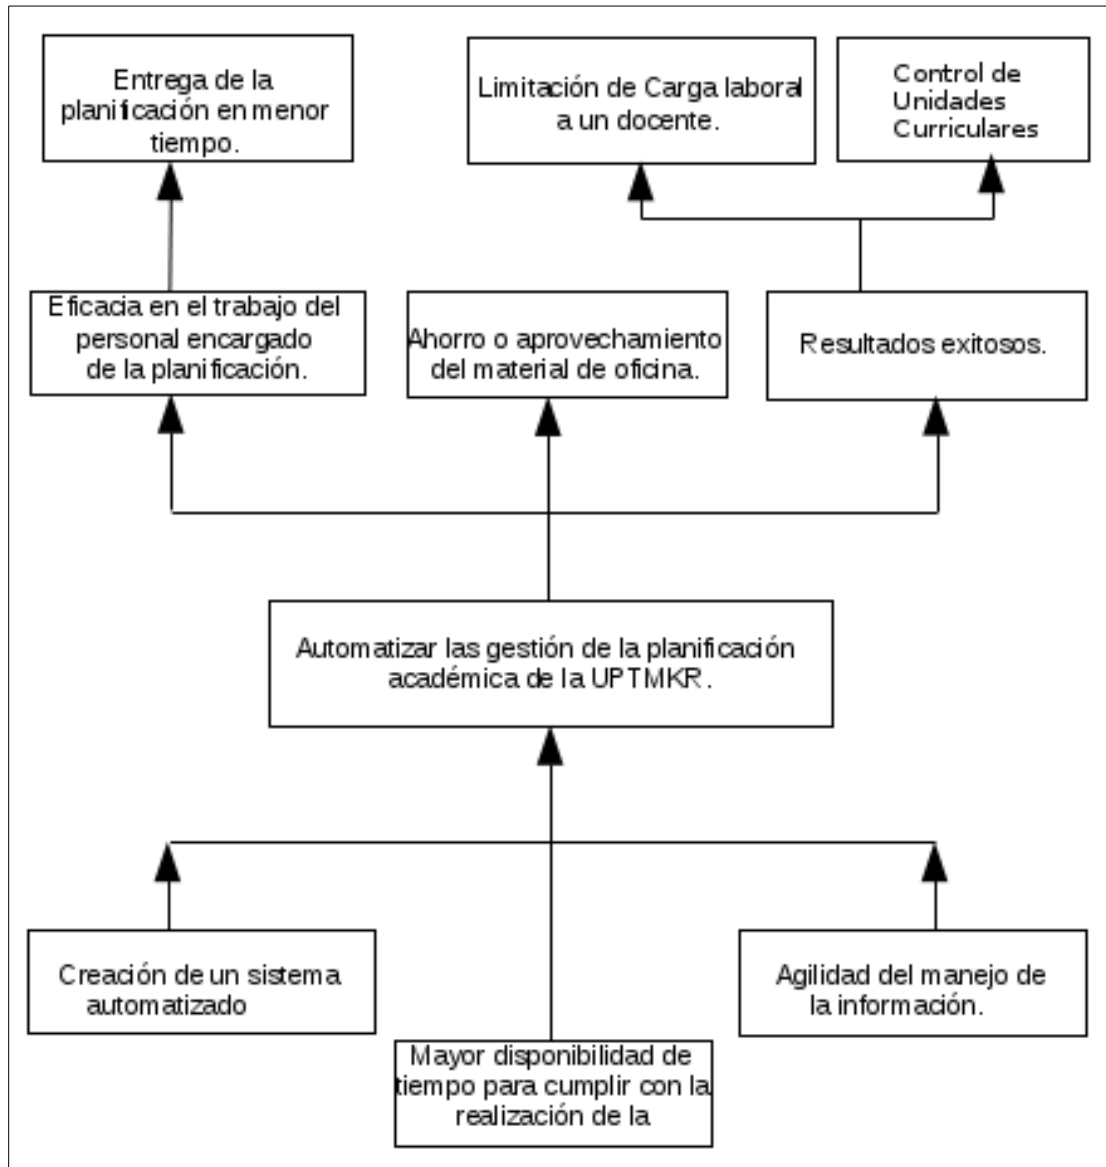 Entrega de la
planificación en menor
tiempo.
Limitación de Carga laboral
a un docente.
Control de
Unidades
Curriculares
Eficacia en el trabajo del
personal encargado
de la planificación.
Ahorro o aprovechamiento
del material de oficina.
Resultados exitosos.
Automatizar las gestión de la planificación
académica de la UPTMKR.
Creación de un sistema
automatizado
Agilidad del manejo de
la información.
Mayor disponibilidad de
tiempo para cumplir con la
realización de la